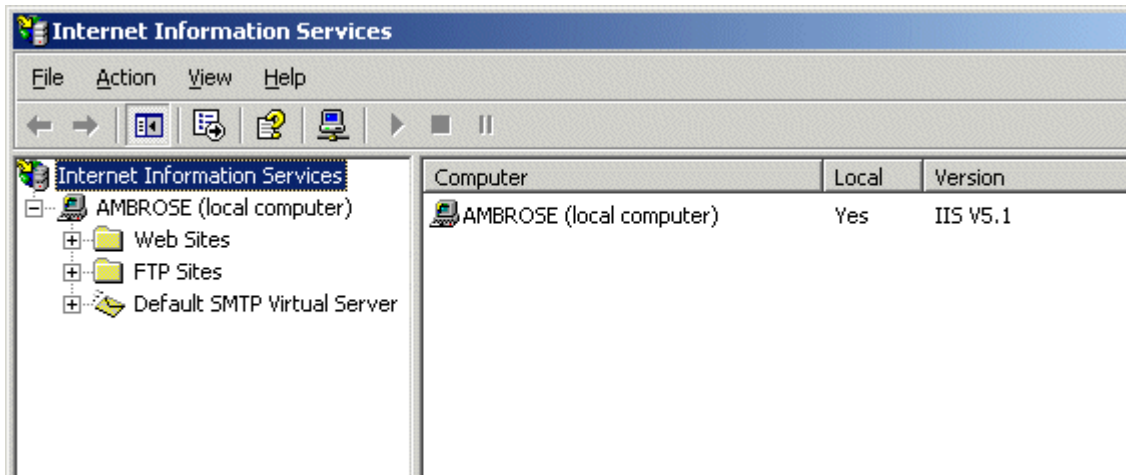 Internet Information Services
File Action View Help
Internet Information Services
AMBROSE (local computer)
Web Sites
FTP Sites
Default SMTP Virtual Server
Computer Local Version
AMBROSE (local computer) Yes IIS V5.1